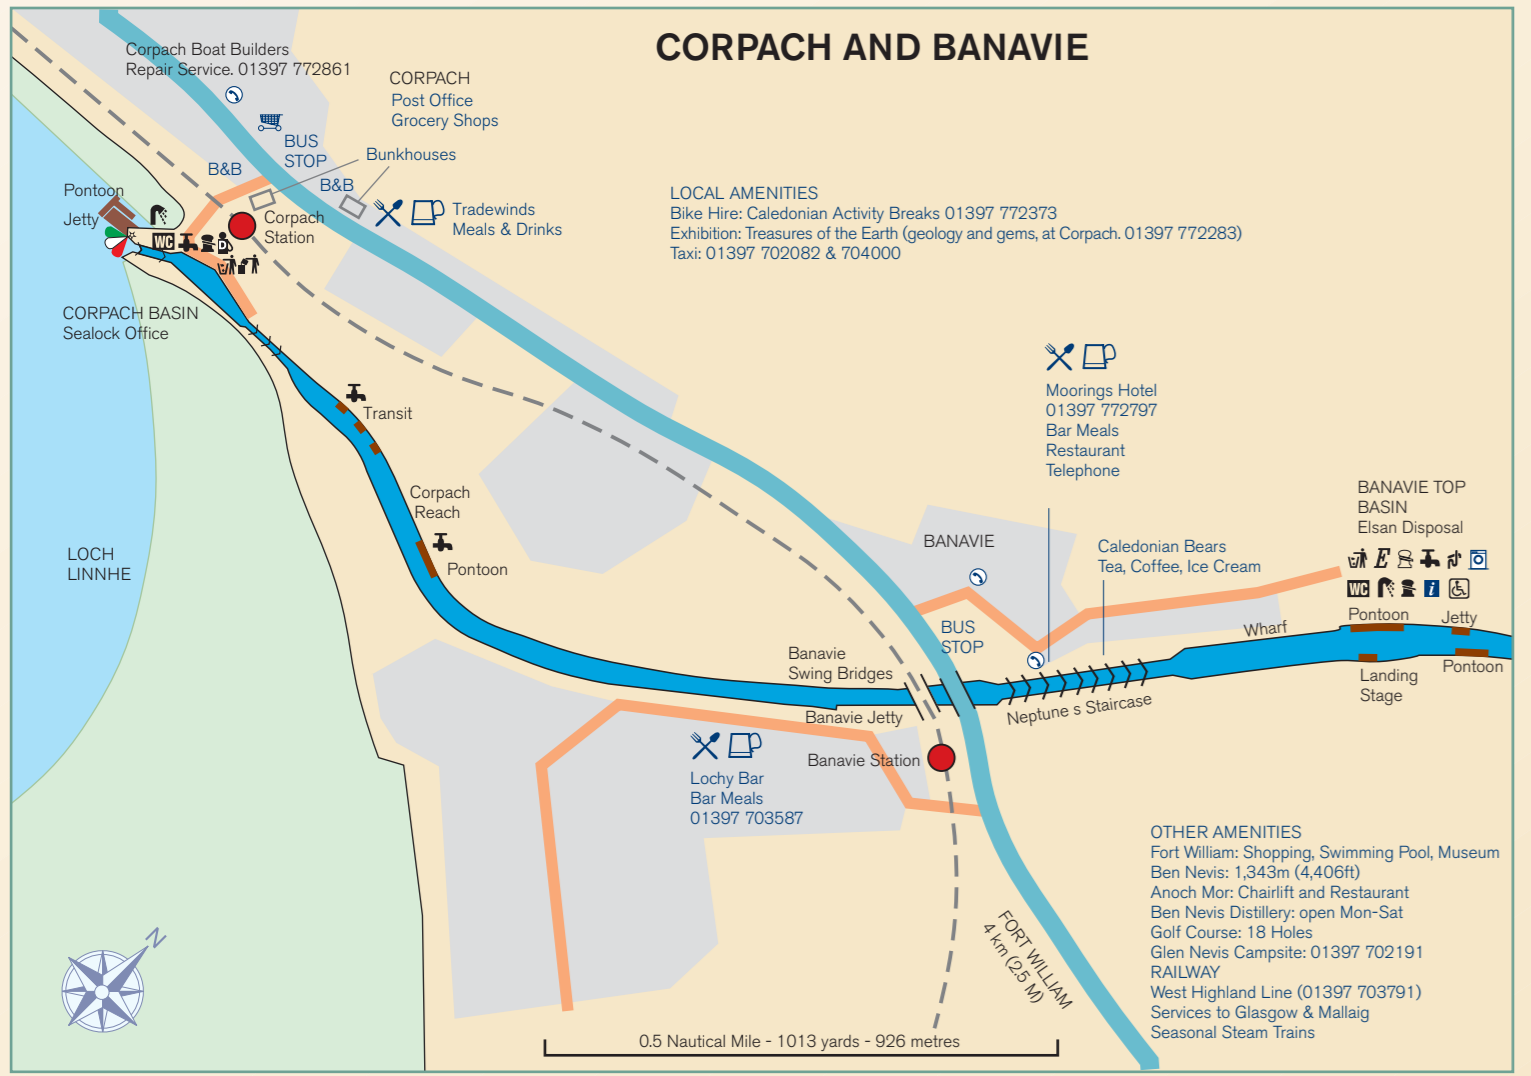 CORPACH AND BANAVIE
Corpach Boat Builders
Repair Service. 01397 772861
CORPACH
Post Office
Grocery Shops
BUS
STOP
Bunkhouses
B&B
B&B
Pontoon
Jetty
WC
D
Corpach
Station
Tradewinds
Meals & Drinks
LOCAL AMENITIES
Bike Hire: Caledonian Activity Breaks 01397 772373
Exhibition: Treasures of the Earth (geology and gems, at Corpach. 01397 772283)
Taxi: 01397 702082 & 704000
CORPACH BASIN
Sealock Office
Transit
Moorings Hotel
01397 772797
Bar Meals
Restaurant
Telephone
Corpach
Reach
Pontoon
LOCH
LINNHE
BANAVIE
Caledonian Bears
Tea, Coffee, Ice Cream
BANAVIE TOP
BASIN
Elsan Disposal
E
WC
i
Pontoon
Jetty
Wharf
BUS
STOP
Banavie
Swing Bridges
Landing
Stage
Pontoon
Neptune s Staircase
Banavie Jetty
Banavie Station
Lochy Bar
Bar Meals
01397 703587
OTHER AMENITIES
Fort William: Shopping, Swimming Pool, Museum
Ben Nevis: 1,343m (4,406ft)
Anoch Mor: Chairlift and Restaurant
Ben Nevis Distillery: open Mon-Sat
Golf Course: 18 Holes
Glen Nevis Campsite: 01397 702191
RAILWAY
West Highland Line (01397 703791)
Services to Glasgow & Mallaig
Seasonal Steam Trains
FORT WILLIAM
4 km (2.5 M)
N
0.5 Nautical Mile - 1013 yards - 926 metres